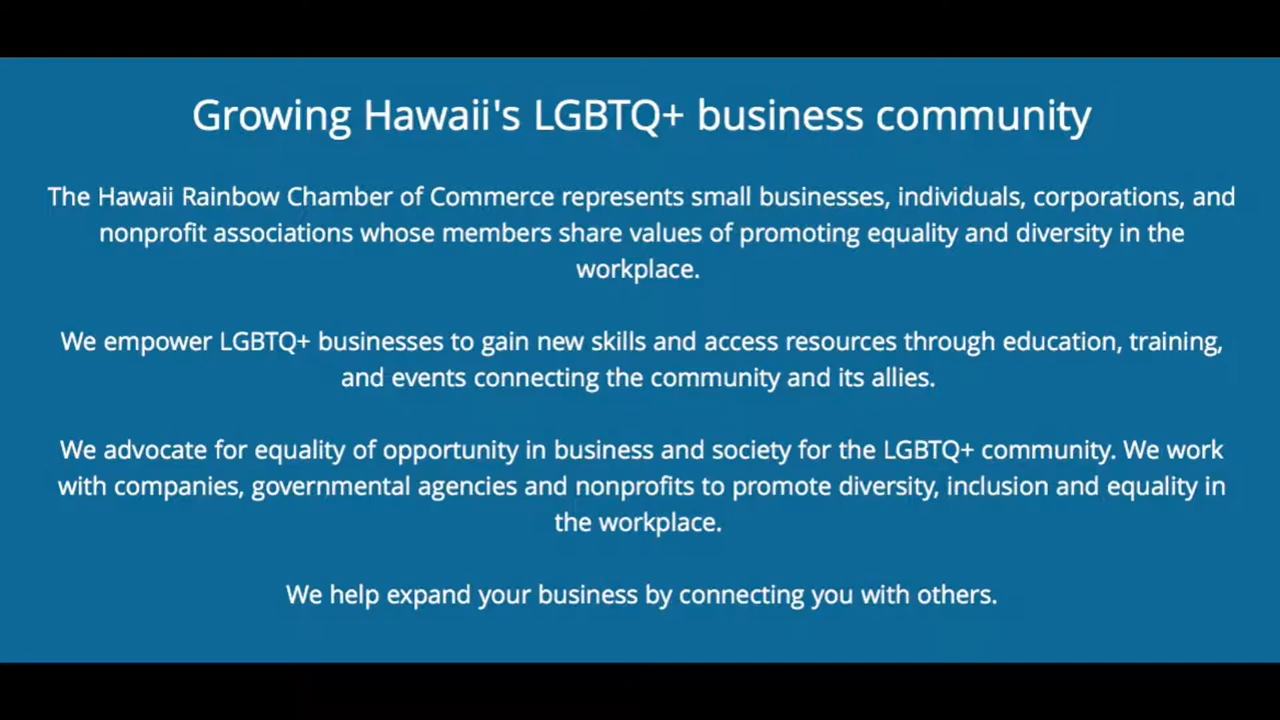 Growing Hawaii's LGBTQ+ business community
The Hawaii Rainbow Chamber of Commerce represents small businesses, individuals, corporations, and
nonprofit associations whose members share values of promoting equality and diversity in the
workplace.
We empower LGBTQ+ businesses to gain new skills and access resources through education, training,
and events connecting the community and its allies.
We advocate for equality of opportunity in business and society for the LGBTQ+ community. We work
with companies, governmental agencies and nonprofits to promote diversity, inclusion and equality in
the workplace.
We help expand your business by connecting you with others.